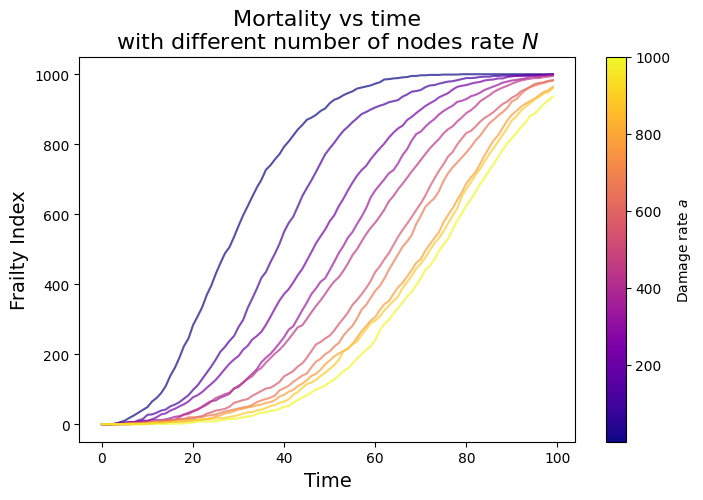 Mortality vs time
with different number of nodes rate N
Frailty Index
1000
800
600
400
200
0
0 20 40 60 80 100
Time
1000
800
600
400
200
Damage rate a